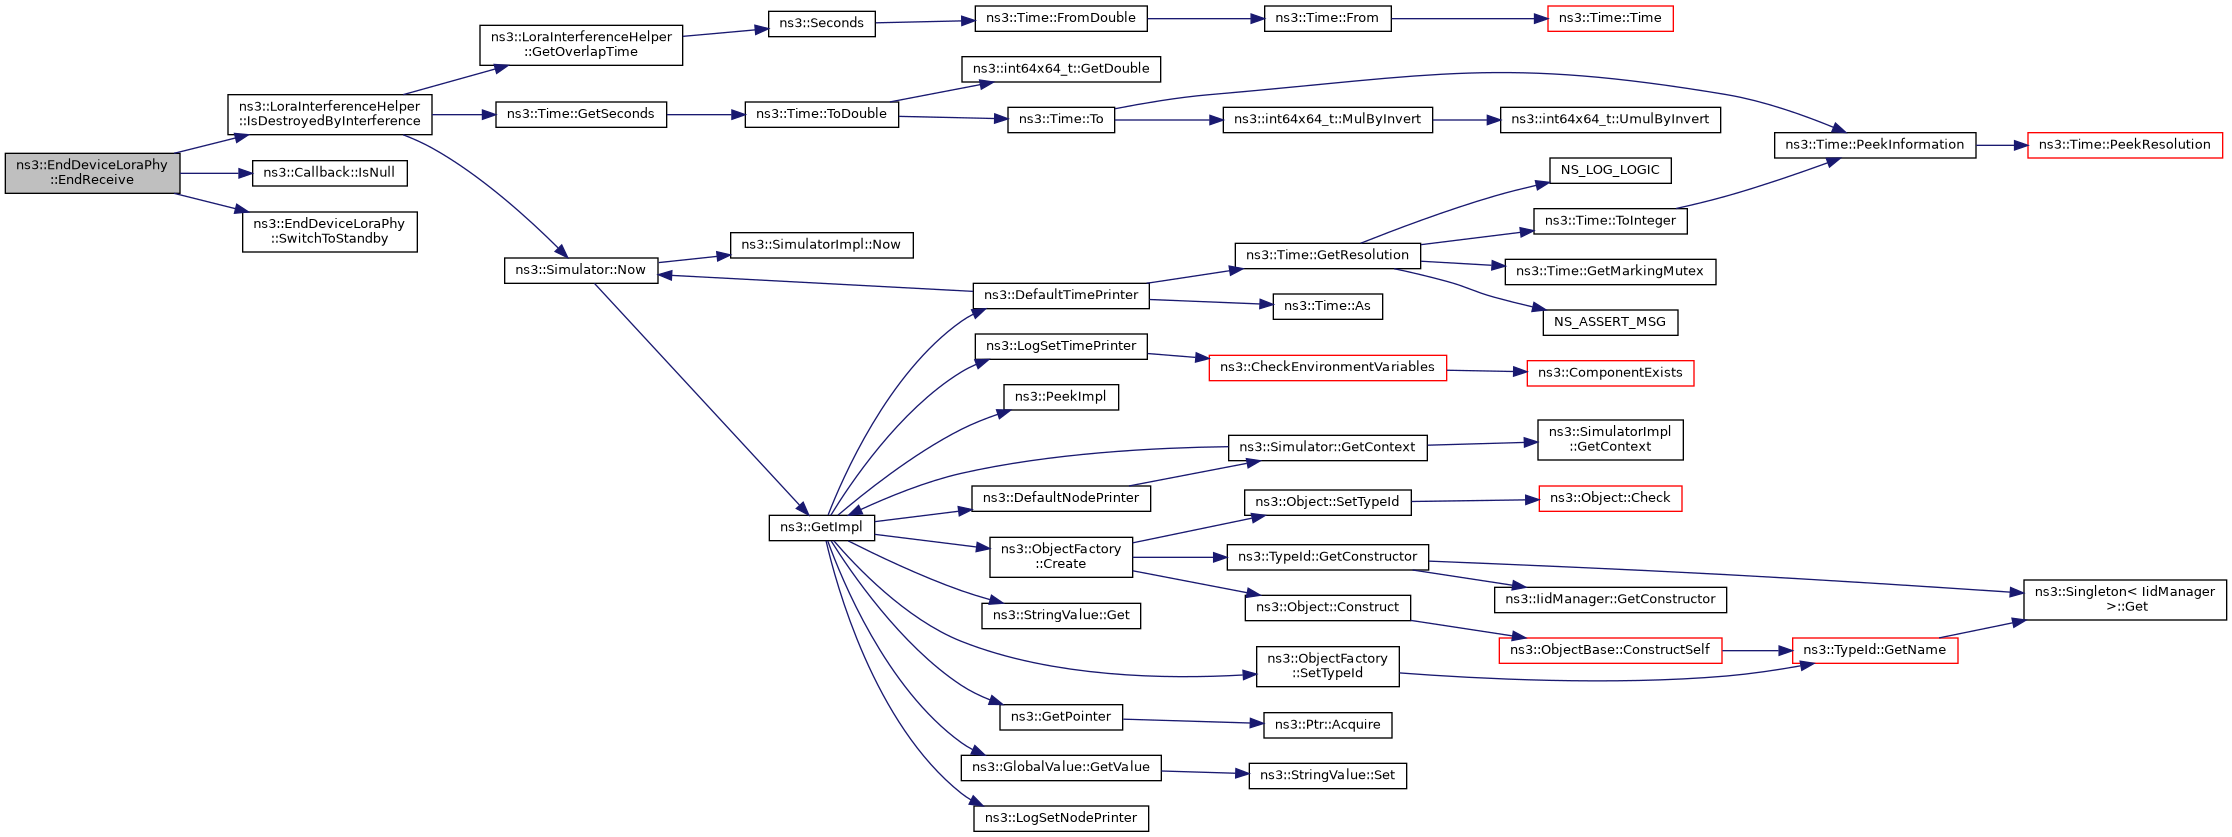 ns3::EndDeviceLoraPhy
::EndReceive
ns3::LoraInterferenceHelper
::IsDestroyedByInterference
ns3::Callback::IsNull
ns3::EndDeviceLoraPhy
::SwitchToStandby
ns3::LoraInterferenceHelper
::GetOverlapTime
ns3::Time::GetSeconds
ns3::Simulator::Now
ns3::Seconds
ns3::Time::ToDouble
ns3::SimulatorImpl::Now
ns3::GetImpl
ns3::Time::FromDouble
ns3::int64x64_t::GetDouble
ns3::Time::To
ns3::DefaultTimePrinter
ns3::LogSetTimePrinter
ns3::PeekImpl
ns3::DefaultNodePrinter
ns3::ObjectFactory
::Create
ns3::StringValue::Get
ns3::GetPointer
ns3::GlobalValue::GetValue
ns3::LogSetNodePrinter
ns3::Time::From
ns3::int64x64_t::MulByInvert
ns3::Time::GetResolution
ns3::Time::As
ns3::CheckEnvironmentVariables
ns3::Simulator::GetContext
ns3::Object::SetTypeId
ns3::TypeId::GetConstructor
ns3::Object::Construct
ns3::ObjectFactory
::SetTypeId
ns3::Ptr::Acquire
ns3::StringValue::Set
ns3::Time::Time
ns3::int64x64_t::UmulByInvert
NS_LOG_LOGIC
ns3::Time::ToInteger
ns3::Time::GetMarkingMutex
NS_ASSERT_MSG
ns3::ComponentExists
ns3::SimulatorImpl
::GetContext
ns3::Object::Check
ns3::IidManager::GetConstructor
ns3::ObjectBase::ConstructSelf
ns3::Time::PeekInformation
ns3::TypeId::GetName
ns3::Time::PeekResolution
ns3::Singleton< IidManager
>::Get